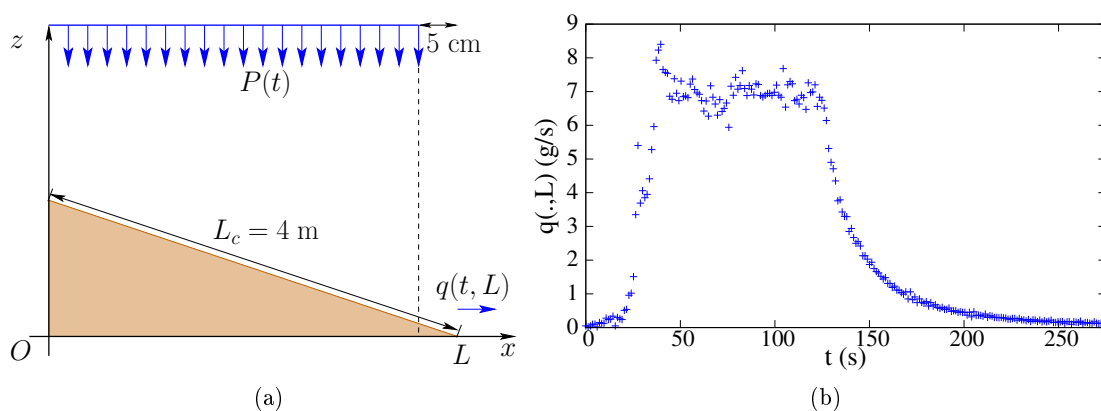 z
5 cm
P(t)
L_c = 4 m
q(t, L)
O
L
x
(a)
9
8
7
6
5
4
3
2
1
0
q(.,L) (g/s)
0 50 100 150 200 250
t (s)
(b)